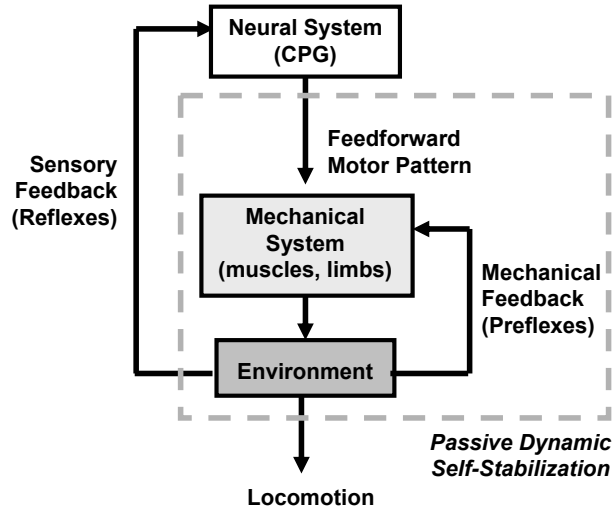 Neural System
(CPG)
Feedforward
Motor Pattern
Sensory
Feedback
(Reflexes)
Mechanical
System
(muscles, limbs)
Mechanical
Feedback
(Preflexes)
Environment
Passive Dynamic
Self-Stabilization
Locomotion